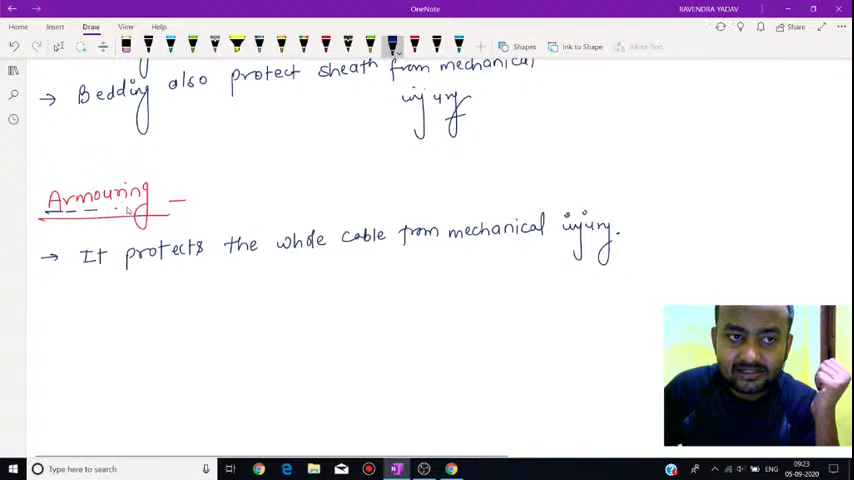 OneNote
RAVENDRA YADAV
Home Insert Draw View Help Class Notebook
Share
Shapes Ink to Shape Ink to Text
→ Bedding also protect sheath from mechanical
injury
Armouring —
→ It protects the whole cable from mechanical injury.
Type here to search
ENG
09:23
05-09-2020